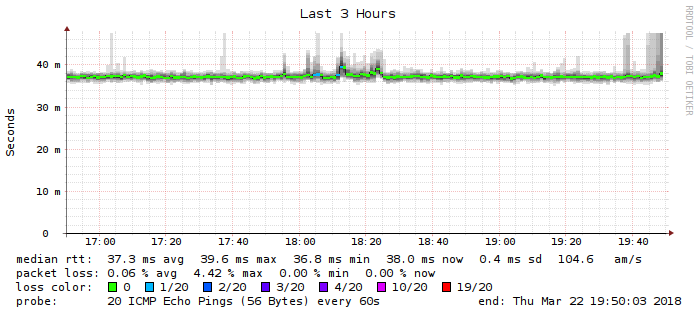 Last 3 Hours
RRDTOOL / TOBI OETIKER
Seconds
40 m
30 m
20 m
10 m
0
17:00 17:20 17:40 18:00 18:20 18:40 19:00 19:20 19:40
median rtt: 37.3 ms avg 39.6 ms max 36.8 ms min 38.0 ms now 0.4 ms sd 104.6 am/s
packet loss: 0.06 % avg 4.42 % max 0.00 % min 0.00 % now
loss color: 0 1/20 2/20 3/20 4/20 10/20 19/20
probe: 20 ICMP Echo Pings (56 Bytes) every 60s end: Thu Mar 22 19:50:03 2018